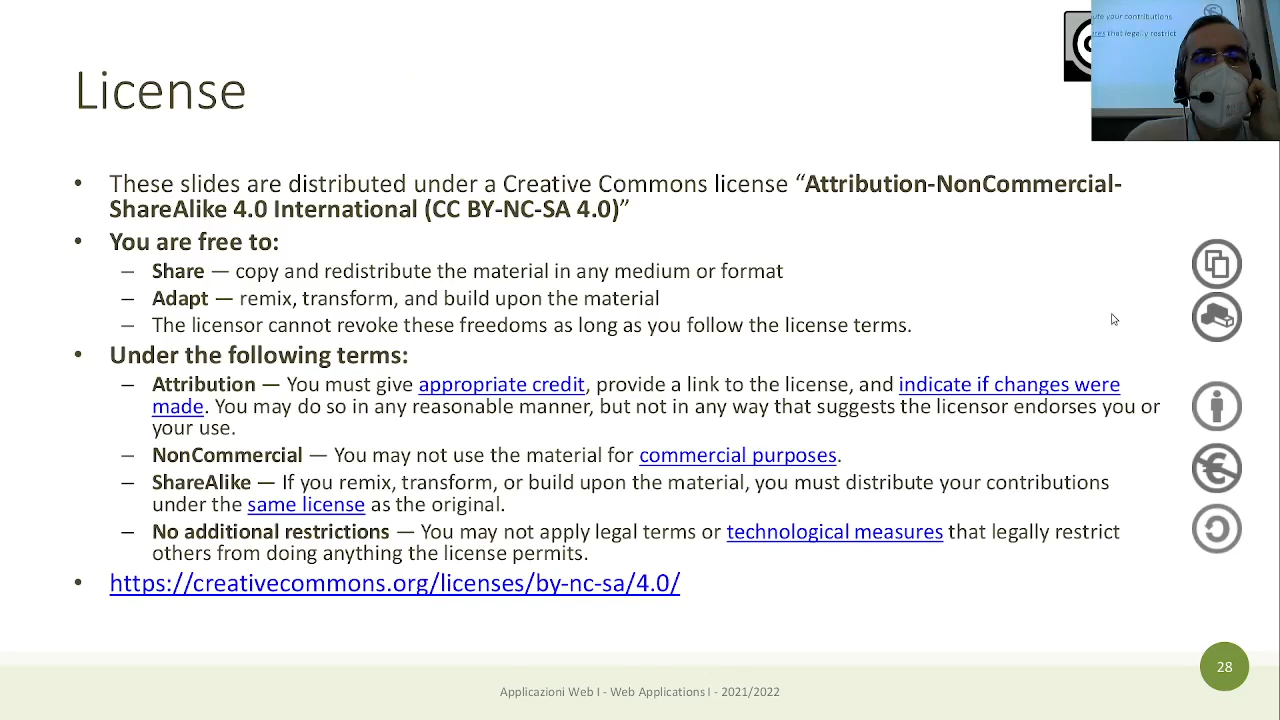 License
• These slides are distributed under a Creative Commons license “Attribution-NonCommercial-
ShareAlike 4.0 International (CC BY-NC-SA 4.0)”
• You are free to:
– Share — copy and redistribute the material in any medium or format
– Adapt — remix, transform, and build upon the material
– The licensor cannot revoke these freedoms as long as you follow the license terms.
• Under the following terms:
– Attribution — You must give appropriate credit, provide a link to the license, and indicate if changes were
made. You may do so in any reasonable manner, but not in any way that suggests the licensor endorses you or
your use.
– NonCommercial — You may not use the material for commercial purposes.
– ShareAlike — If you remix, transform, or build upon the material, you must distribute your contributions
under the same license as the original.
– No additional restrictions — You may not apply legal terms or technological measures that legally restrict
others from doing anything the license permits.
• https://creativecommons.org/licenses/by-nc-sa/4.0/
your contributions
that legally restrict
28
Applicazioni Web I - Web Applications I - 2021/2022